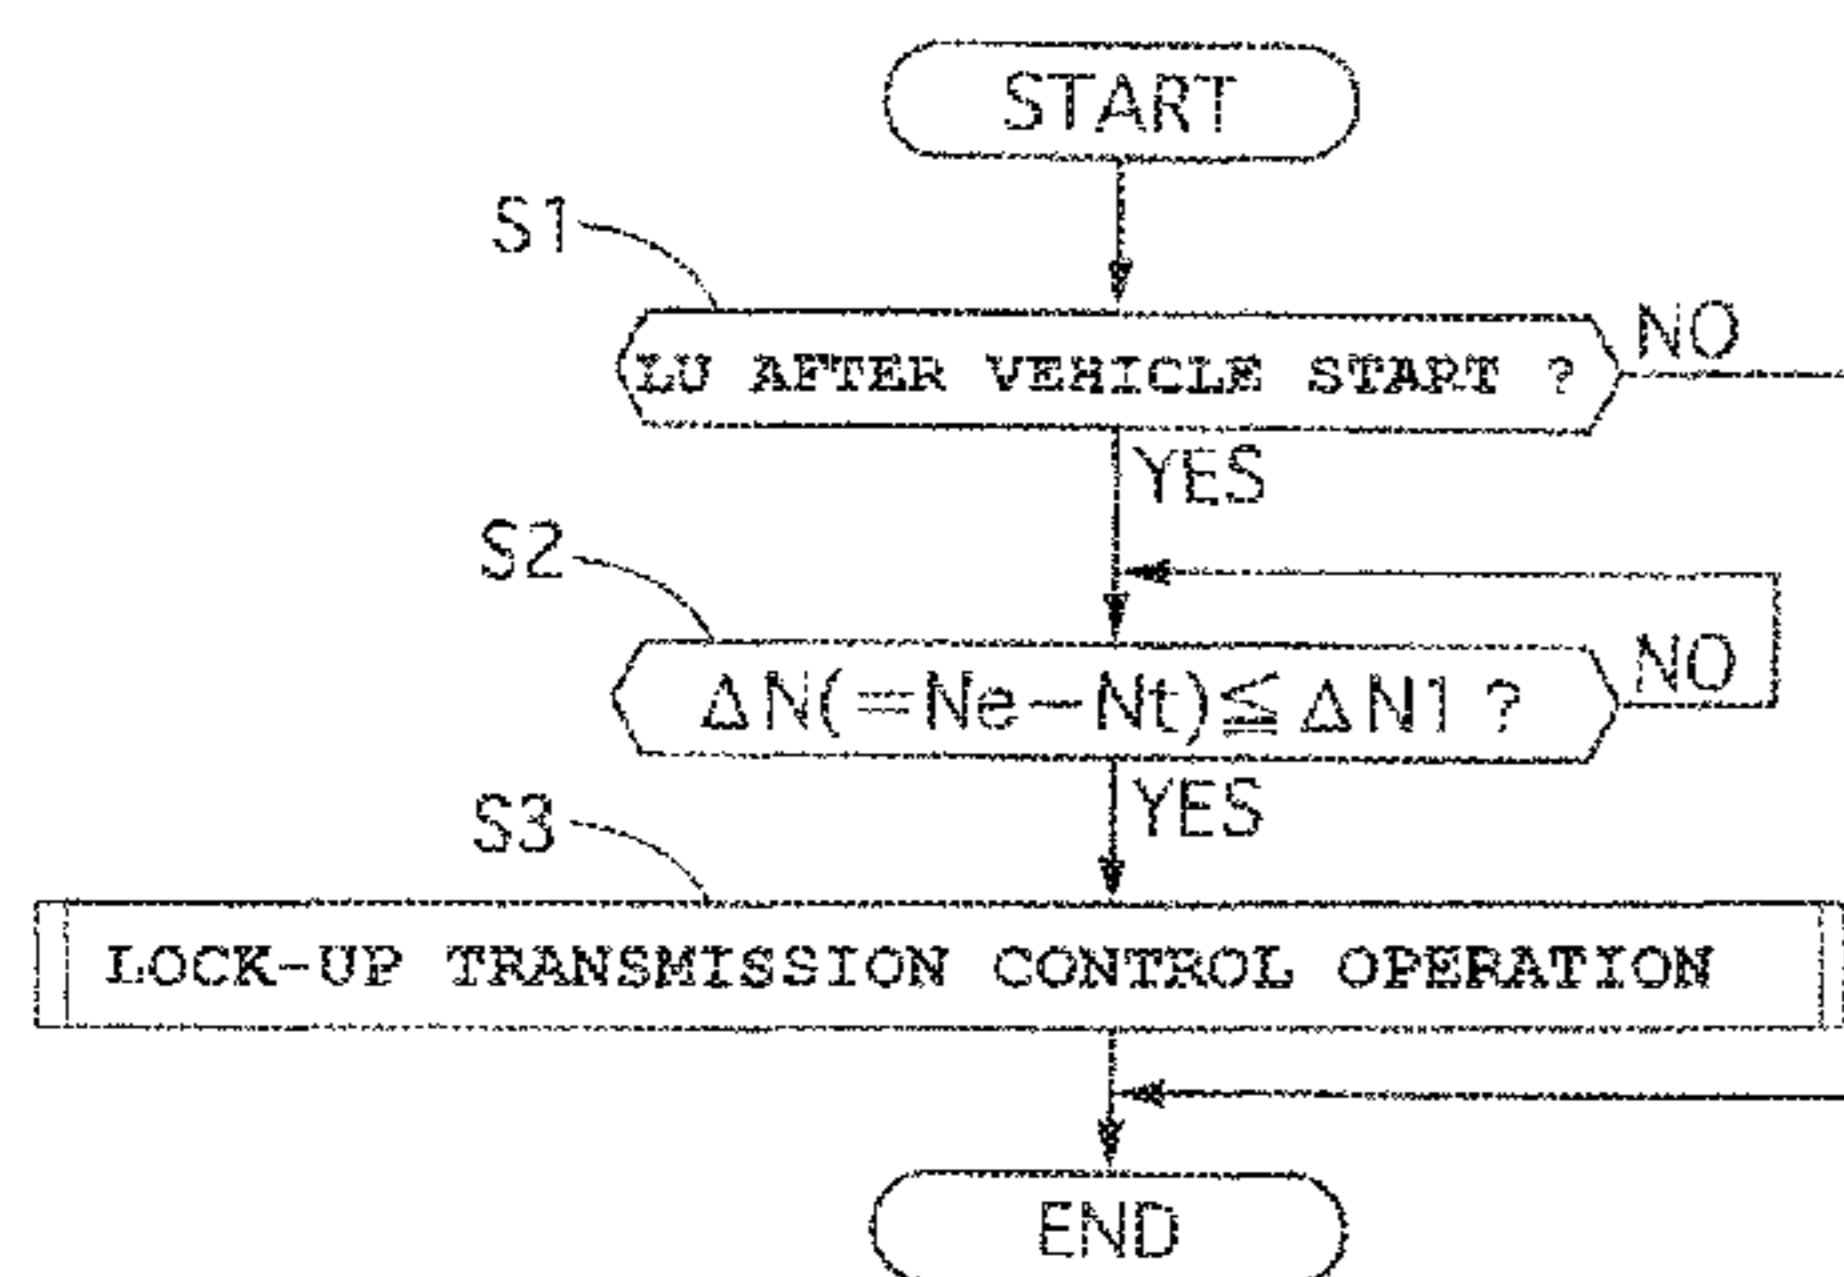 START
S1
LU AFTER VEHICLE START ?
NO
YES
S2
ΔN(=Ne-Nt)≦ΔN1 ?
NO
YES
S3
LOCK-UP TRANSMISSION CONTROL OPERATION
END